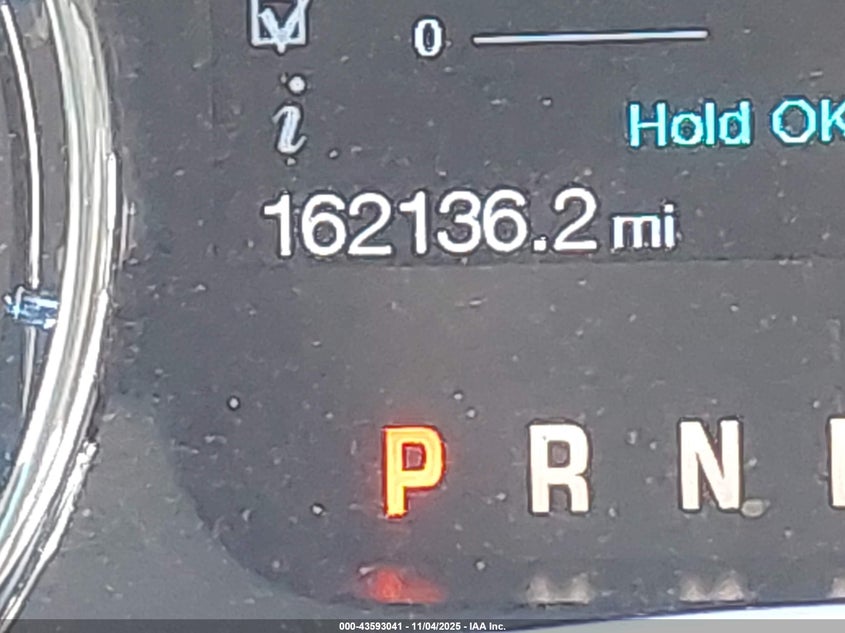 0
i
Hold OK
162136.2 mi
P R N
000-43593041 - 11/04/2025 - IAA Inc.